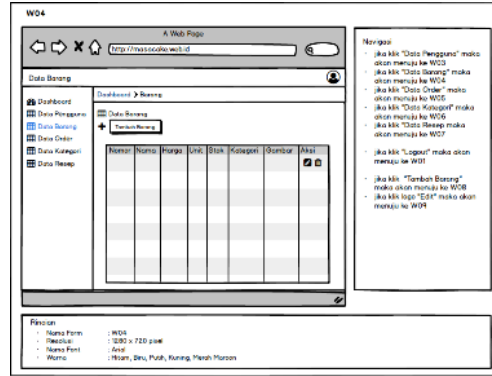 W04
A Web Page
http://masscake.web.id
Data Barang
Dashboard
Data Pengguna
Data Barang
Data Order
Data Kategori
Data Resep
Dashboard > Barang
Data Barang
Tambah Barang
Nomor Nama Harga Unit Stok Kategori Gambar Aksi
Navigasi
- jika klik "Data Pengguna" maka
akan menuju ke W03
- jika klik "Data Barang" maka
akan menuju ke W04
- jika klik "Data Order" maka
akan menuju ke W05
- jika klik "Data Kategori" maka
akan menuju ke W06
- jika klik "Data Resep maka
akan menuju ke W07
- jika klik "Logout" maka akan
menuju ke W01
- jika klik "Tambah Barang"
maka akan menuju ke W08
- jika klik logo "Edit" maka akan
menuju ke W09
Rincian
- Nama Form : W04
- Resolusi : 1280 x 720 pixel
- Nama Font : Arial
- Warna : Hitam, Biru, Putih, Kuning, Merah Maroon